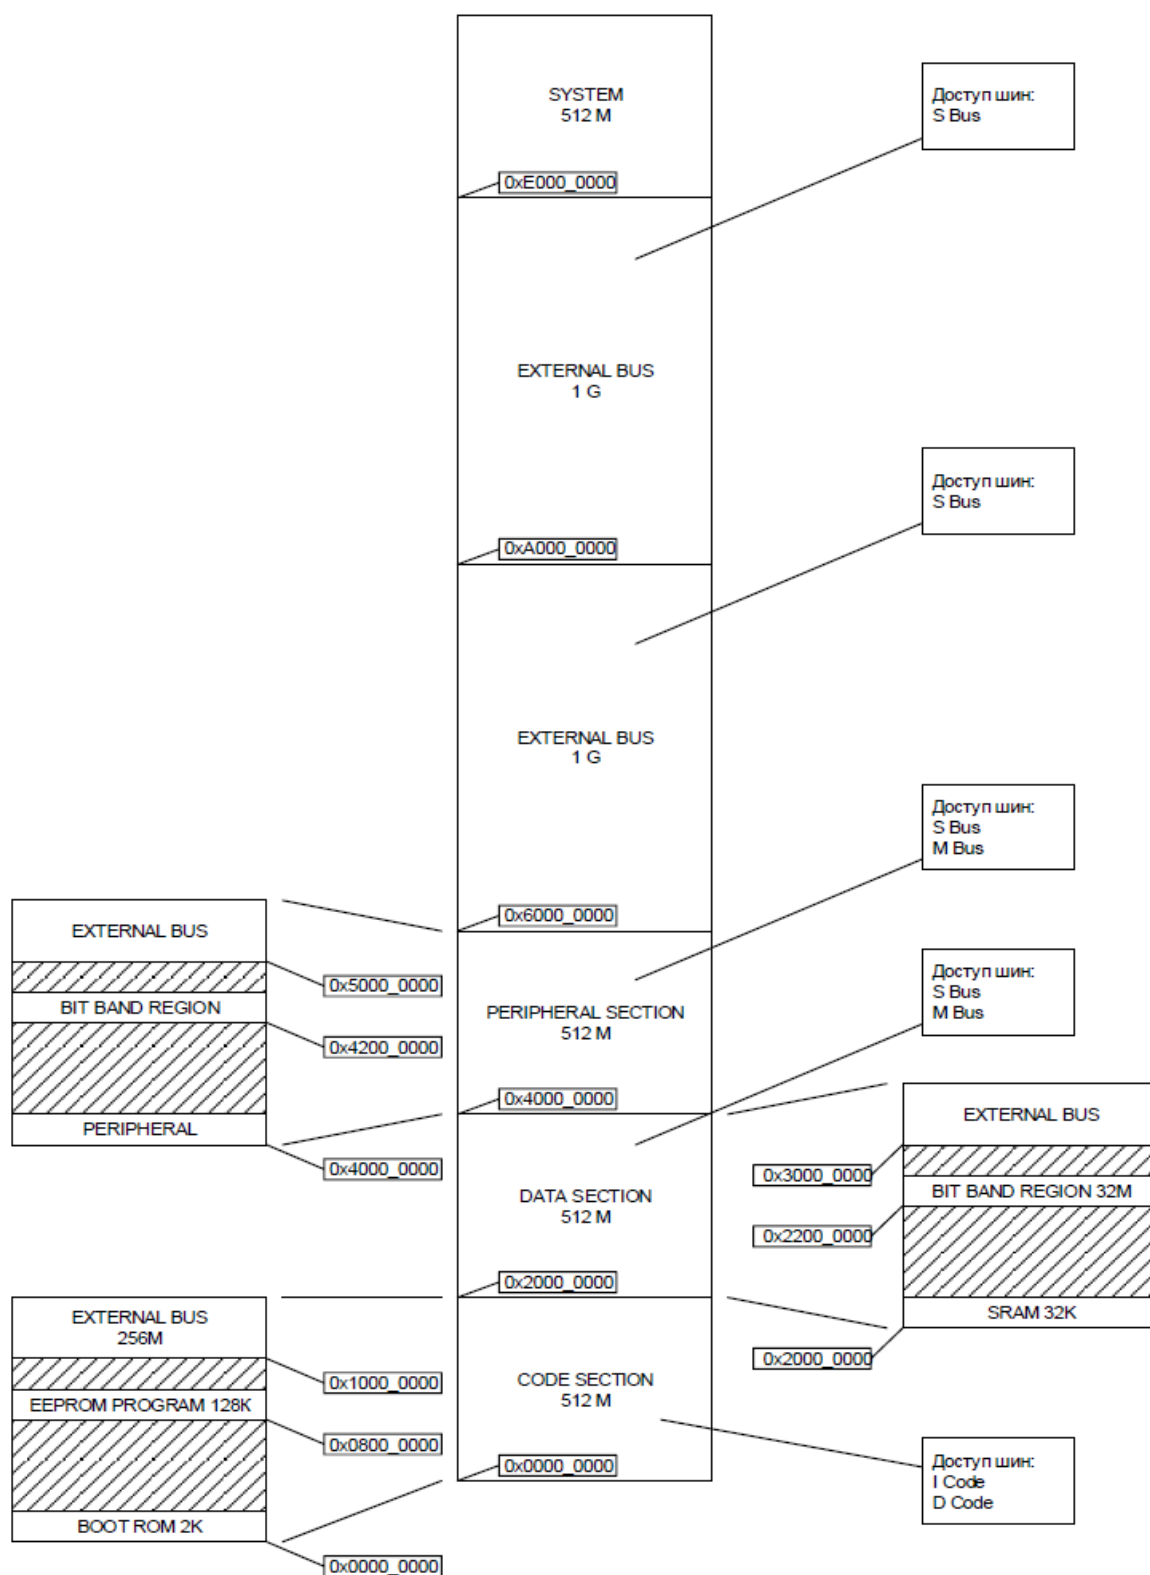 SYSTEM
512 M
Доступ шин:
S Bus
0xE000_0000
EXTERNAL BUS
1 G
Доступ шин:
S Bus
0xA000_0000
EXTERNAL BUS
1 G
Доступ шин:
S Bus
M Bus
0x6000_0000
EXTERNAL BUS
0x5000_0000
BIT BAND REGION
0x4200_0000
PERIPHERAL
0x4000_0000
PERIPHERAL SECTION
512 M
0x4000_0000
Доступ шин:
S Bus
M Bus
DATA SECTION
512 M
0x2000_0000
EXTERNAL BUS
0x3000_0000
BIT BAND REGION 32M
0x2200_0000
SRAM 32K
0x2000_0000
EXTERNAL BUS
256M
0x1000_0000
EEPROM PROGRAM 128K
0x0800_0000
BOOT ROM 2K
0x0000_0000
CODE SECTION
512 M
0x0000_0000
Доступ шин:
I Code
D Code